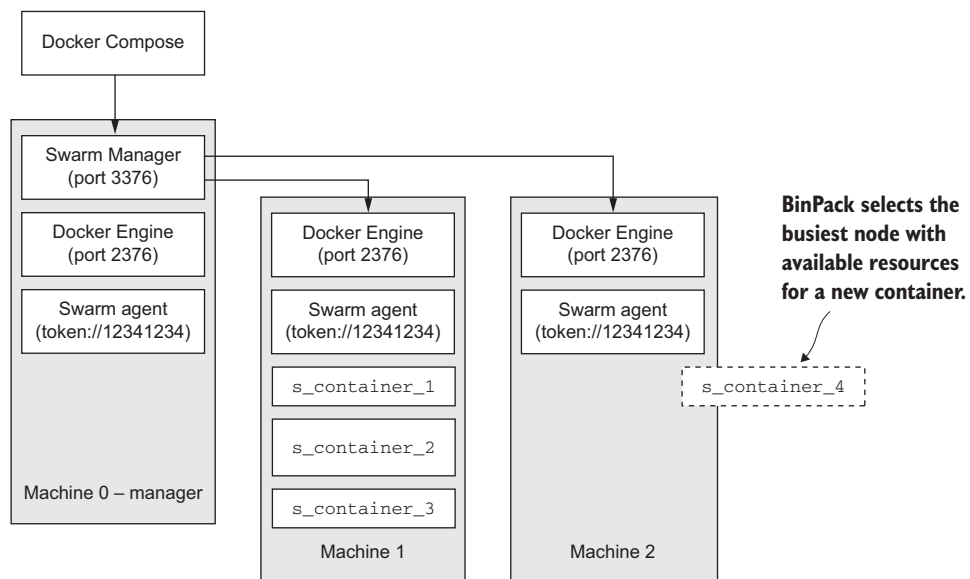 Docker Compose
Swarm Manager
(port 3376)
Docker Engine
(port 2376)
Swarm agent
(token://12341234)
Machine 0 – manager
Docker Engine
(port 2376)
Swarm agent
(token://12341234)
s_container_1
s_container_2
s_container_3
Machine 1
Docker Engine
(port 2376)
Swarm agent
(token://12341234)
Machine 2
BinPack selects the
busiest node with
available resources
for a new container.
s_container_4